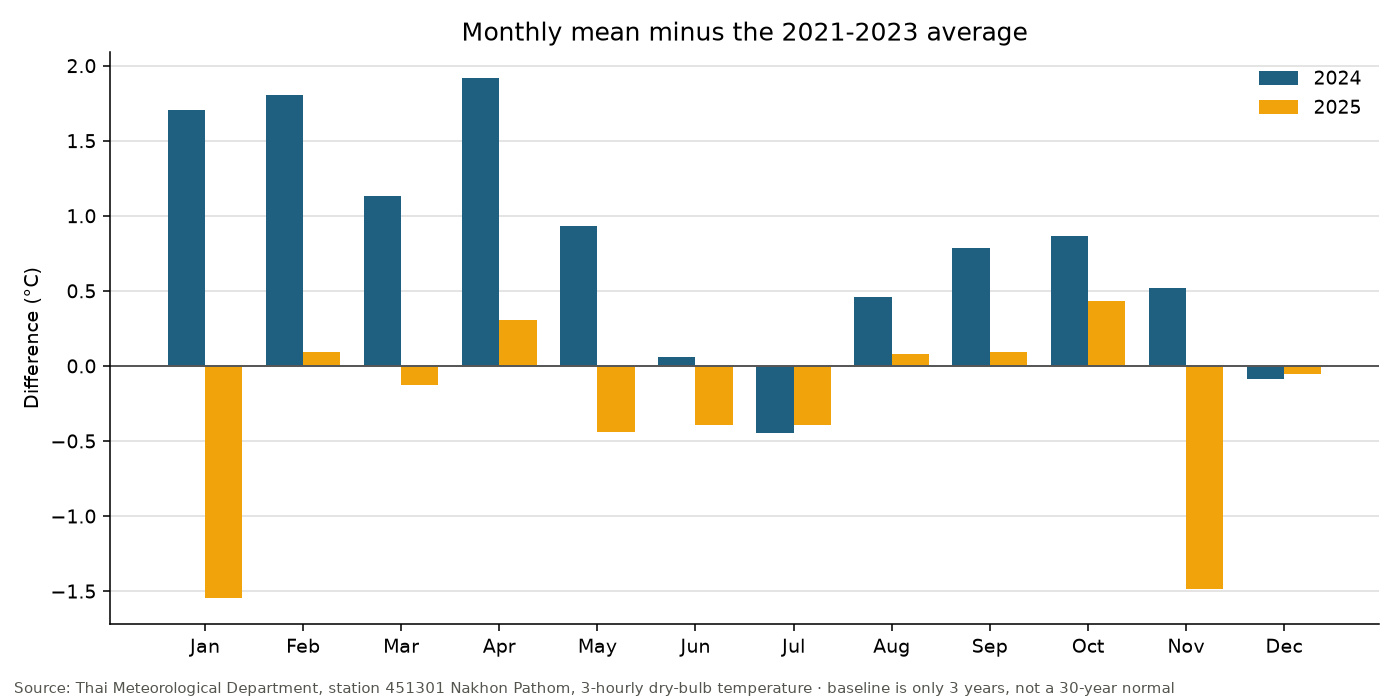 Monthly mean minus the 2021-2023 average
2024
2025
Difference (°C)
2.0
1.5
1.0
0.5
0.0
−0.5
−1.0
−1.5
Jan Feb Mar Apr May Jun Jul Aug Sep Oct Nov Dec
Source: Thai Meteorological Department, station 451301 Nakhon Pathom, 3-hourly dry-bulb temperature · baseline is only 3 years, not a 30-year normal